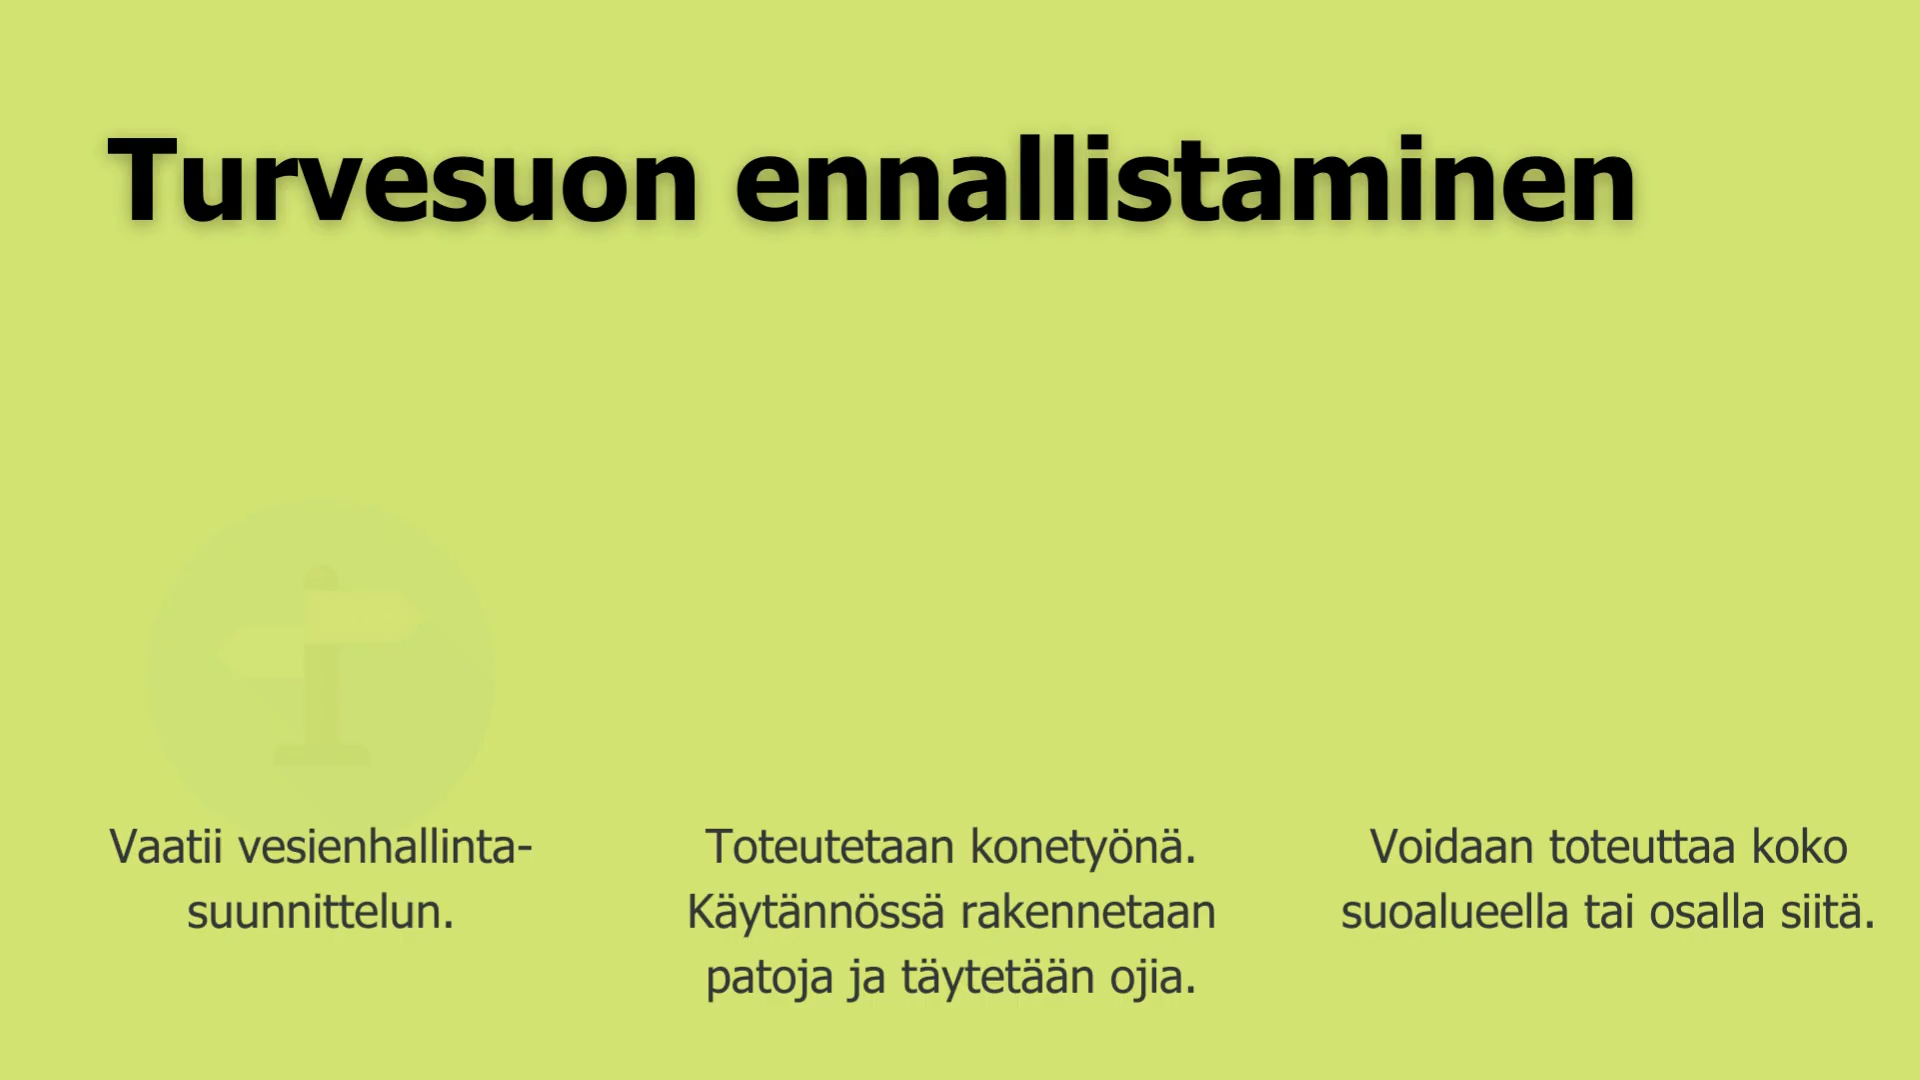 Turvesuon ennallistaminen
Vaatii vesienhallinta-
suunnittelun.
Toteutetaan konetyönä.
Käytännössä rakennetaan
patoja ja täytetään ojia.
Voidaan toteuttaa koko
suoalueella tai osalla siitä.